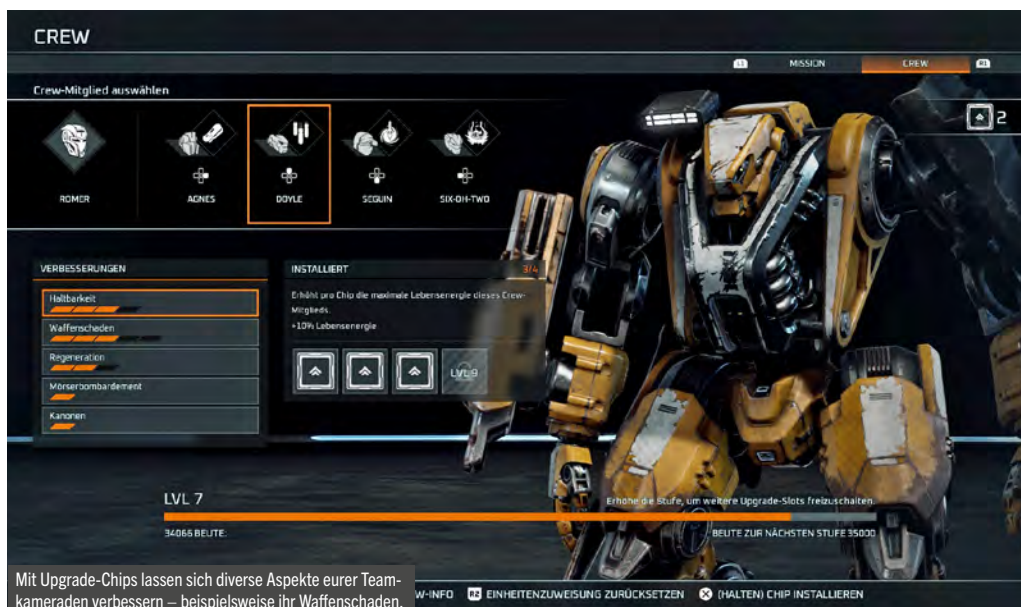 CREW
L1 MISSION CREW R1
Crew-Mitglied auswählen
2
ROMER AGNES DOYLE SEGUIN SIX-OH-TWO
VERBESSERUNGEN
Haltbarkeit
Waffenschaden
Regeneration
Mörserbombardement
Kanonen
INSTALLIERT 3/4
Erhöht pro Chip die maximale Lebensenergie dieses Crew-
Mitglieds.
+10% Lebensenergie
LVL 9
LVL 7
Erhöhe die Stufe, um weitere Upgrade-Slots freizuschalten.
34066 BEUTE. BEUTE ZUR NÄCHSTEN STUFE 35000
W-INFO R2 EINHEITENZUWEISUNG ZURÜCKSETZEN (HALTEN) CHIP INSTALLIEREN
Mit Upgrade-Chips lassen sich diverse Aspekte eurer Team-
kameraden verbessern – beispielsweise ihr Waffenschaden.